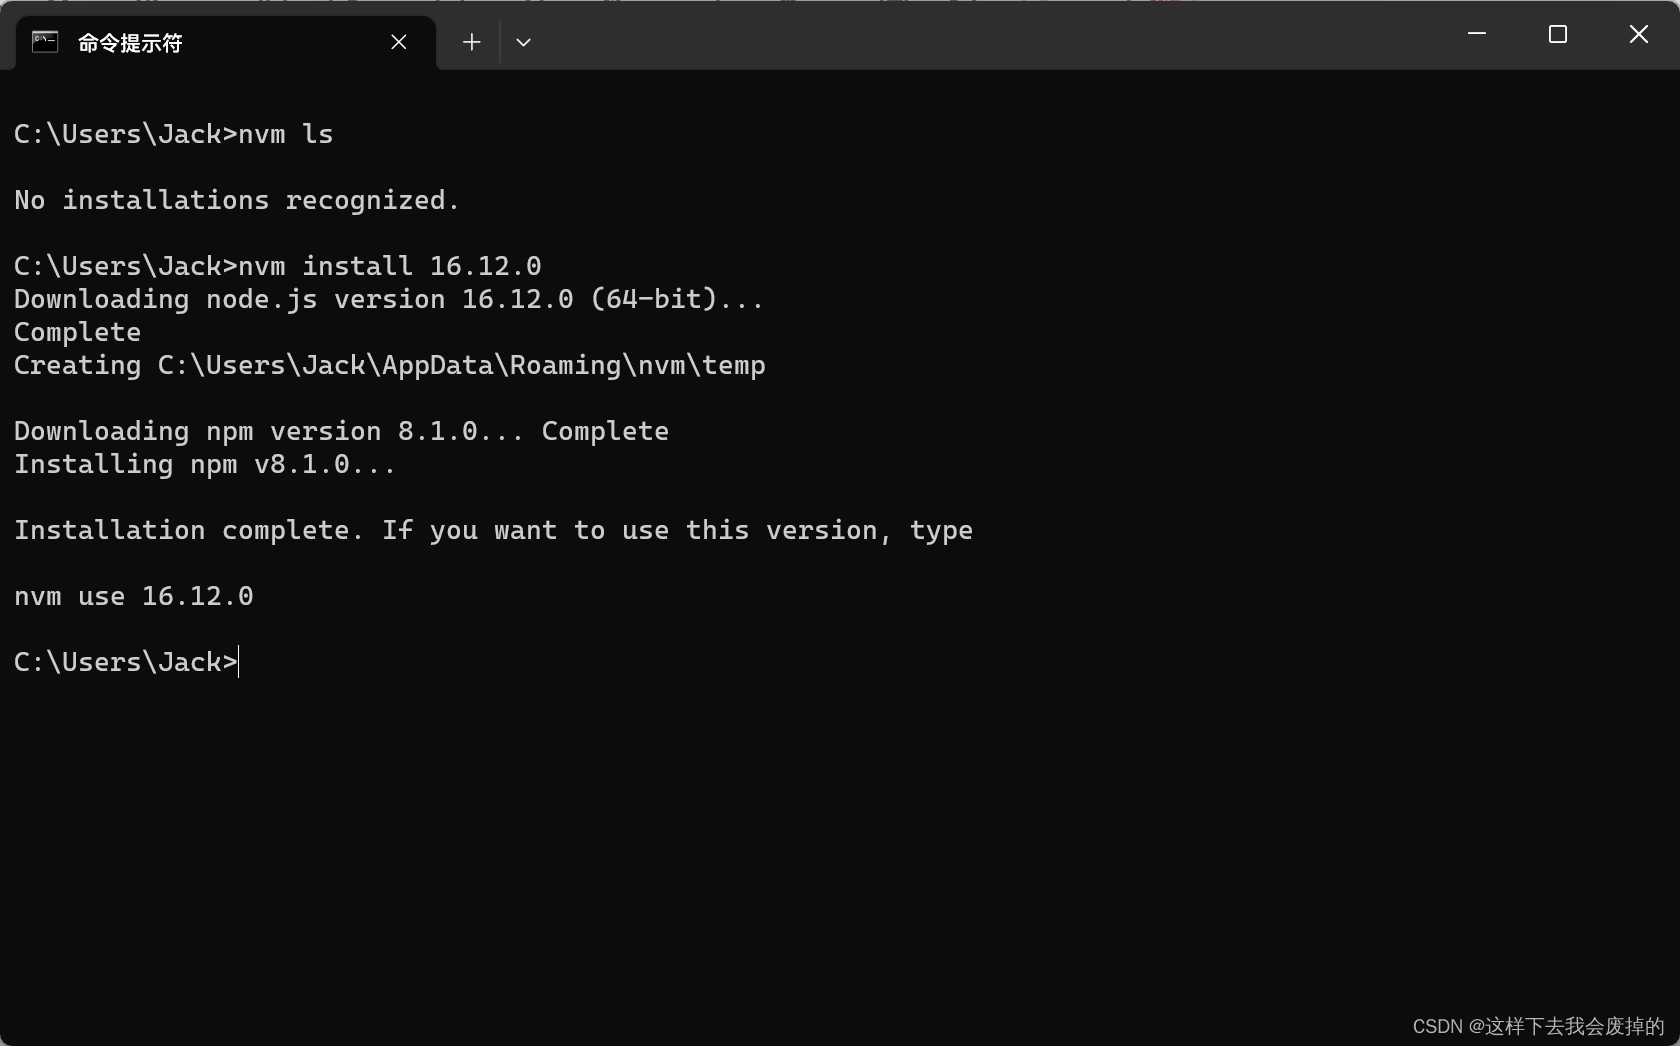 命令提示符
C:\Users\Jack>nvm ls
No installations recognized.
C:\Users\Jack>nvm install 16.12.0
Downloading node.js version 16.12.0 (64-bit)...
Complete
Creating C:\Users\Jack\AppData\Roaming\nvm\temp
Downloading npm version 8.1.0... Complete
Installing npm v8.1.0...
Installation complete. If you want to use this version, type
nvm use 16.12.0
C:\Users\Jack>
CSDN @这样下去我会废掉的